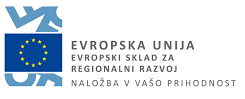 EVROPSKA UNIJA
EVROPSKI SKLAD ZA
REGIONALNI RAZVOJ
NALOŽBA V VAŠO PRIHODNOST